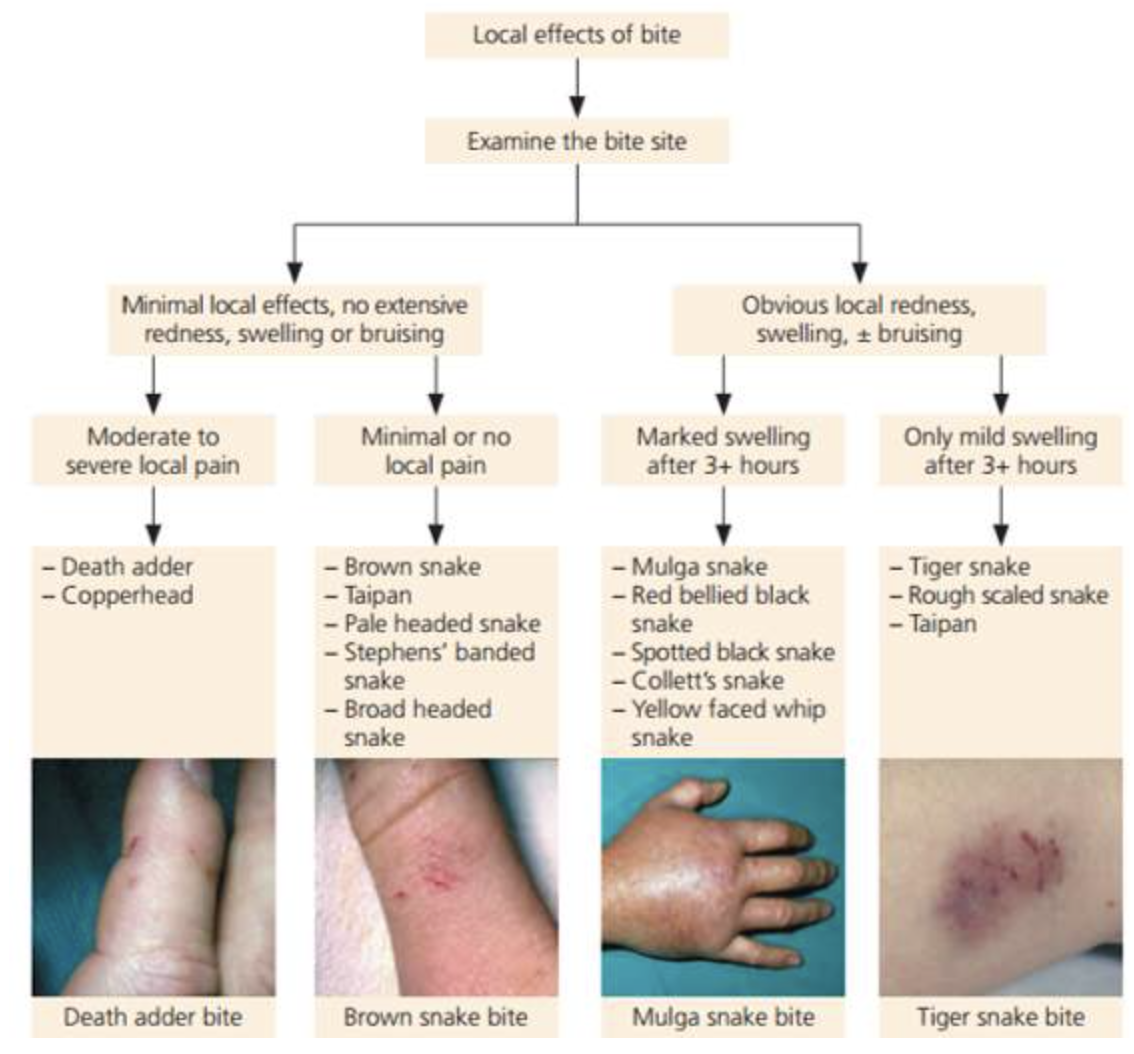 Local effects of bite
Examine the bite site
Minimal local effects, no extensive
redness, swelling or bruising
Obvious local redness,
swelling, ± bruising
Moderate to
severe local pain
Minimal or no
local pain
Marked swelling
after 3+ hours
Only mild swelling
after 3+ hours
– Death adder
– Copperhead
– Brown snake
– Taipan
– Pale headed snake
– Stephens’ banded
snake
– Broad headed
snake
– Mulga snake
– Red bellied black
snake
– Spotted black snake
– Collett’s snake
– Yellow faced whip
snake
– Tiger snake
– Rough scaled snake
– Taipan
Death adder bite
Brown snake bite
Mulga snake bite
Tiger snake bite